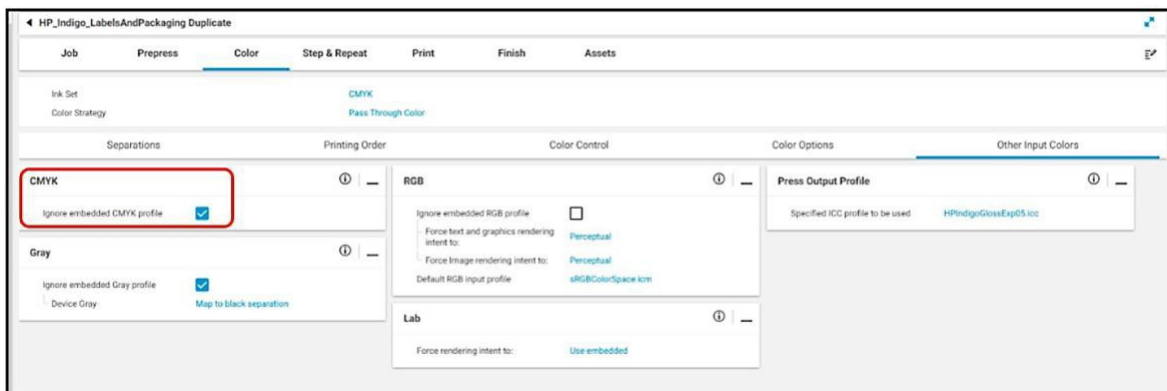 HP_Indigo_LabelsAndPackaging Duplicate
Job Prepress Color Step & Repeat Print Finish Assets
Ink Set CMYK
Color Strategy Pass Through Color
Separations Printing Order Color Control Color Options Other Input Colors
CMYK
Ignore embedded CMYK profile
Gray
Ignore embedded Gray profile
Device Gray Map to black separation
RGB
Ignore embedded RGB profile
Force text and graphics rendering
intent to: Perceptual
Force Image rendering intent to: Perceptual
Default RGB input profile sRGBColorSpace.icm
Lab
Force rendering intent to: Use embedded
Press Output Profile
Specified ICC profile to be used HPIndigoGlossExp05.icc